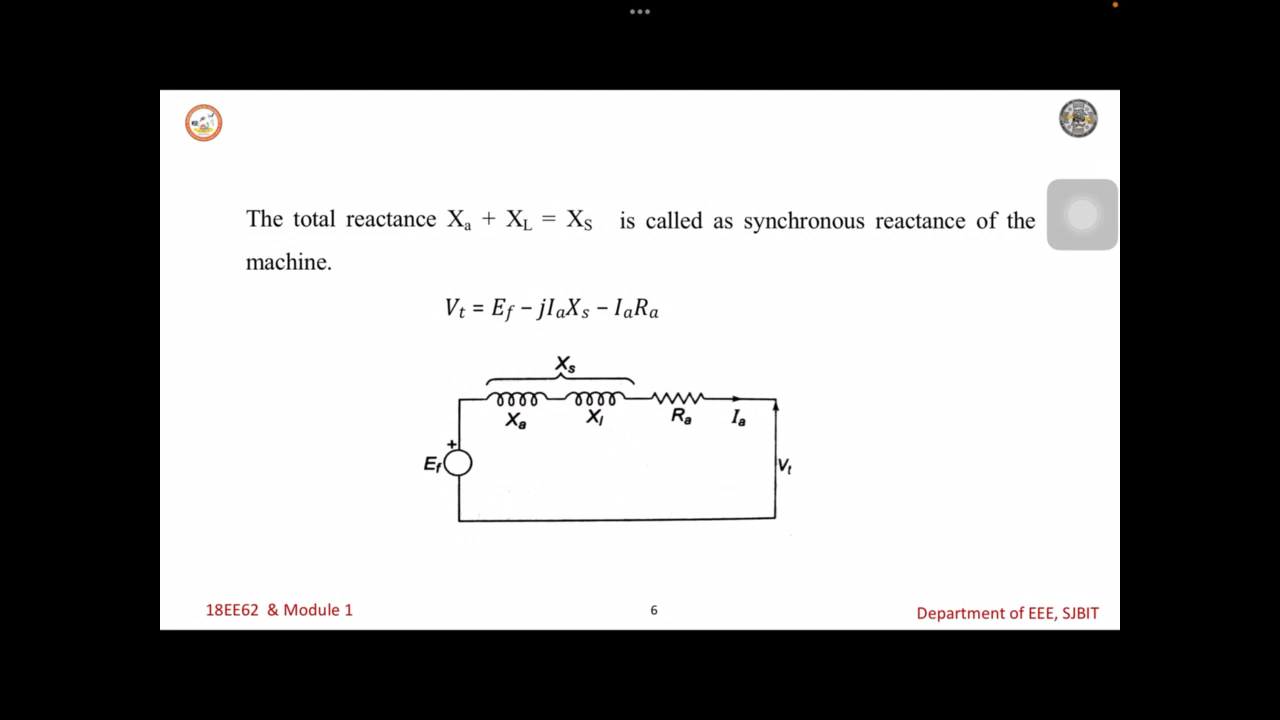 The total reactance Xa + XL = XS is called as synchronous reactance of the
machine.
Vt = Ef − jIaXs − IaRa
Xs
Xa Xl Ra Ia
+
Ef Vt
18EE62 & Module 1 6 Department of EEE, SJBIT